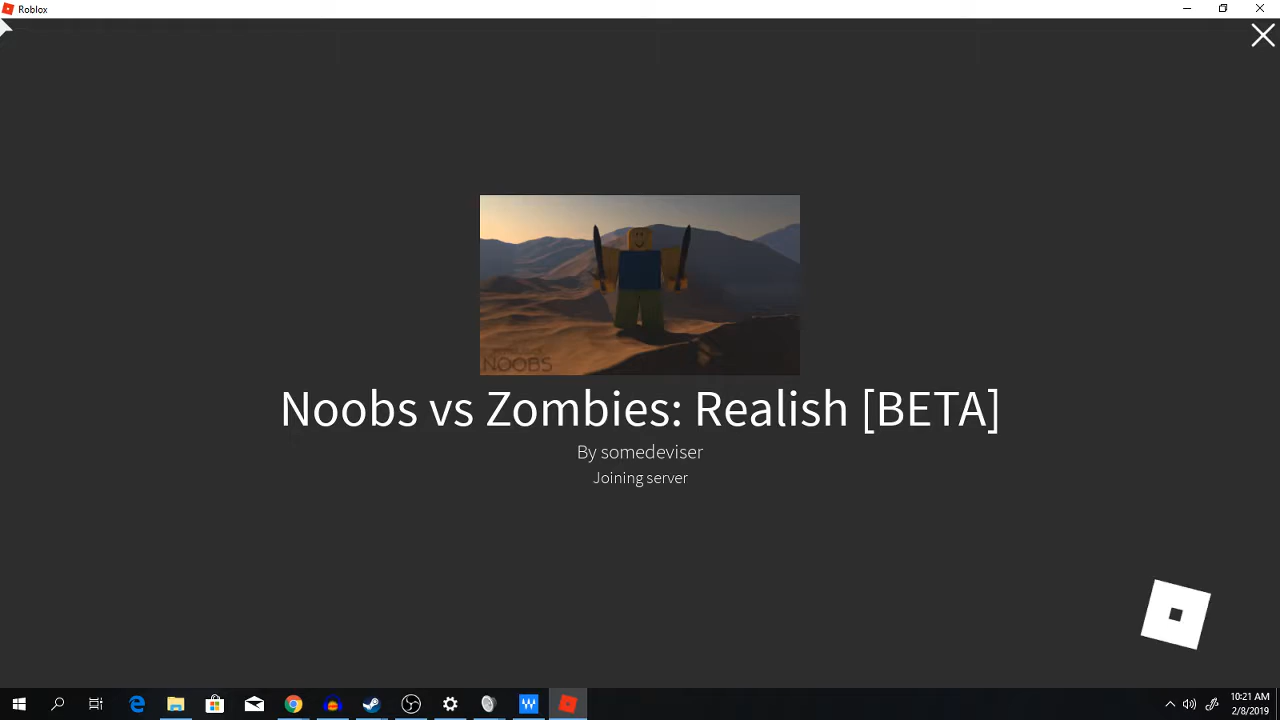 Roblox
NOOBS
Noobs vs Zombies: Realish [BETA]
By somedeviser
Joining server
10:21 AM
2/8/2019